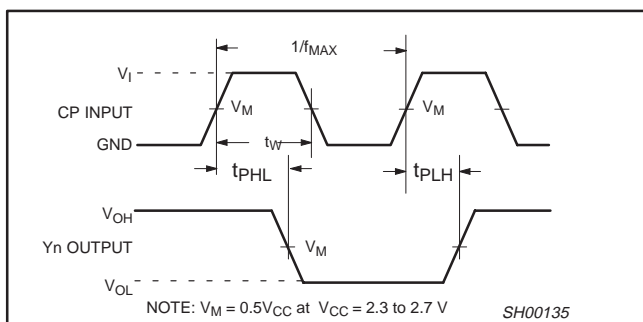 1/fMAX
VI
CP INPUT
VM
VM
GND
tW
tPHL
tPLH
VOH
Yn OUTPUT
VM
VOL
NOTE: VM = 0.5VCC at VCC = 2.3 to 2.7 V
SH00135